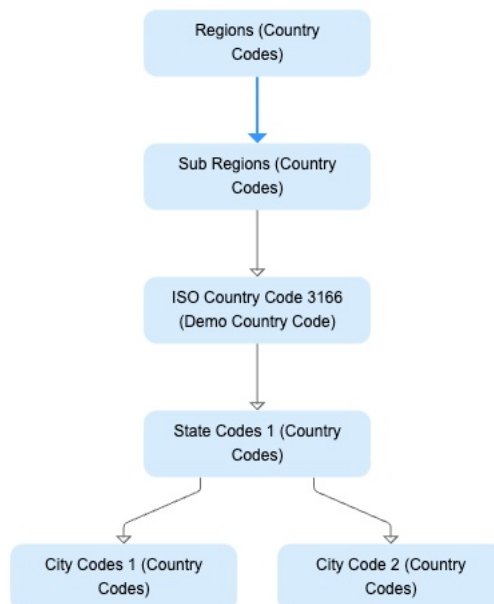 Regions (Country
Codes)
Sub Regions (Country
Codes)
ISO Country Code 3166
(Demo Country Code)
State Codes 1 (Country
Codes)
City Codes 1 (Country
Codes)
City Code 2 (Country
Codes)